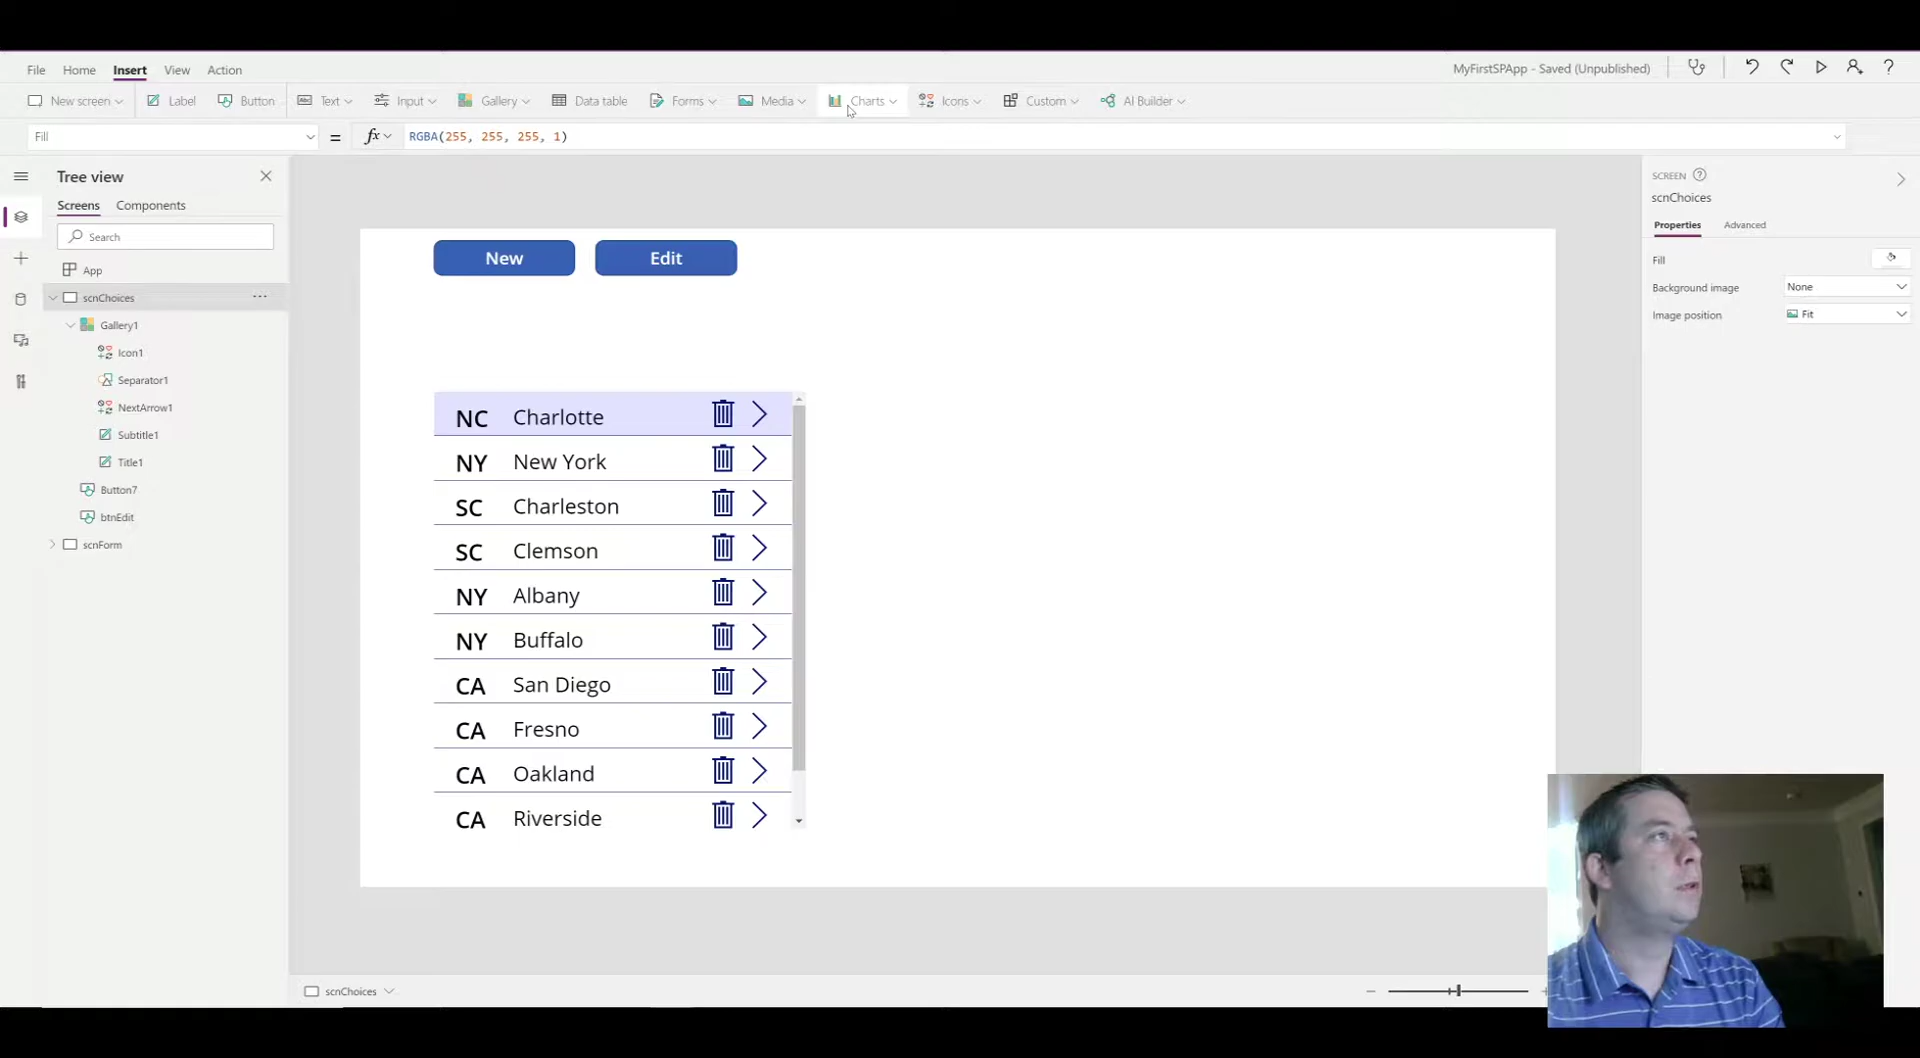 File Home Insert View Action
MyFirstSPApp - Saved (Unpublished)
New screen Label Button Text Input Gallery Data table Forms Media Charts Icons Custom AI Builder
Fill = fx RGBA(255, 255, 255, 1)
Tree view
Screens Components
Search
App
scnChoices
Gallery1
Icon1
Separator1
NextArrow1
Subtitle1
Title1
Button7
btnEdit
scnForm
New Edit
NC Charlotte
NY New York
SC Charleston
SC Clemson
NY Albany
NY Buffalo
CA San Diego
CA Fresno
CA Oakland
CA Riverside
scnChoices
SCREEN
scnChoices
Properties Advanced
Fill
Background image None
Image position Fit